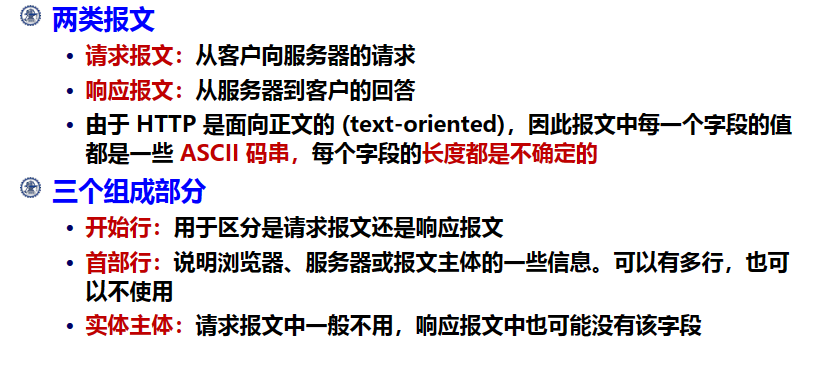 两类报文
• 请求报文：从客户向服务器的请求
• 响应报文：从服务器到客户的回答
• 由于 HTTP 是面向正文的 (text-oriented)，因此报文中每一个字段的值
都是一些 ASCII 码串，每个字段的长度都是不确定的
三个组成部分
• 开始行：用于区分是请求报文还是响应报文
• 首部行：说明浏览器、服务器或报文主体的一些信息。可以有多行，也可
以不使用
• 实体主体：请求报文中一般不用，响应报文中也可能没有该字段